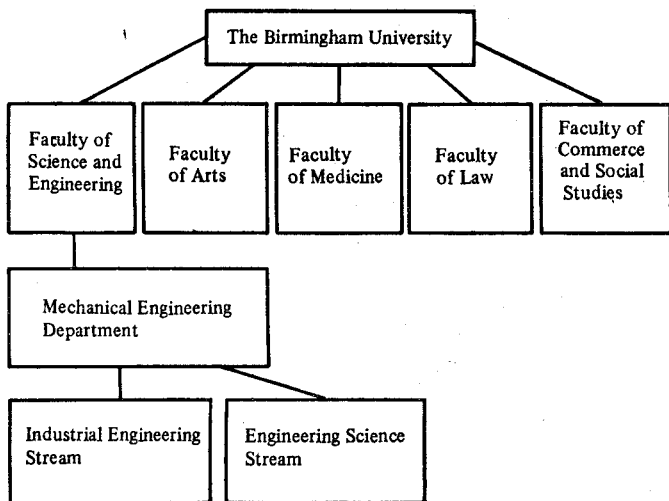 The Birmingham University
Faculty of
Science and
Engineering
Faculty
of Arts
Faculty
of Medicine
Faculty
of Law
Faculty of
Commerce
and Social
Studies
Mechanical Engineering
Department
Industrial Engineering
Stream
Engineering Science
Stream